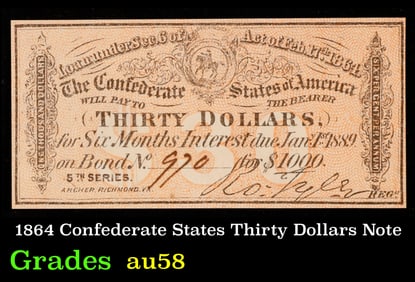 Loan under Sec. 6 of Act of Feb. 17th 1864.
The Confederate States of America
WILL PAY TO THE BEARER
THIRTY DOLLARS,
for Six Months Interest due Jan. 1st 1889
on Bond No. 970 for $1000.
5TH SERIES.
ARCHER, RICHMOND, VA.
Ro. Tyler
REGr.
1864 Confederate States Thirty Dollars Note
Grades au58